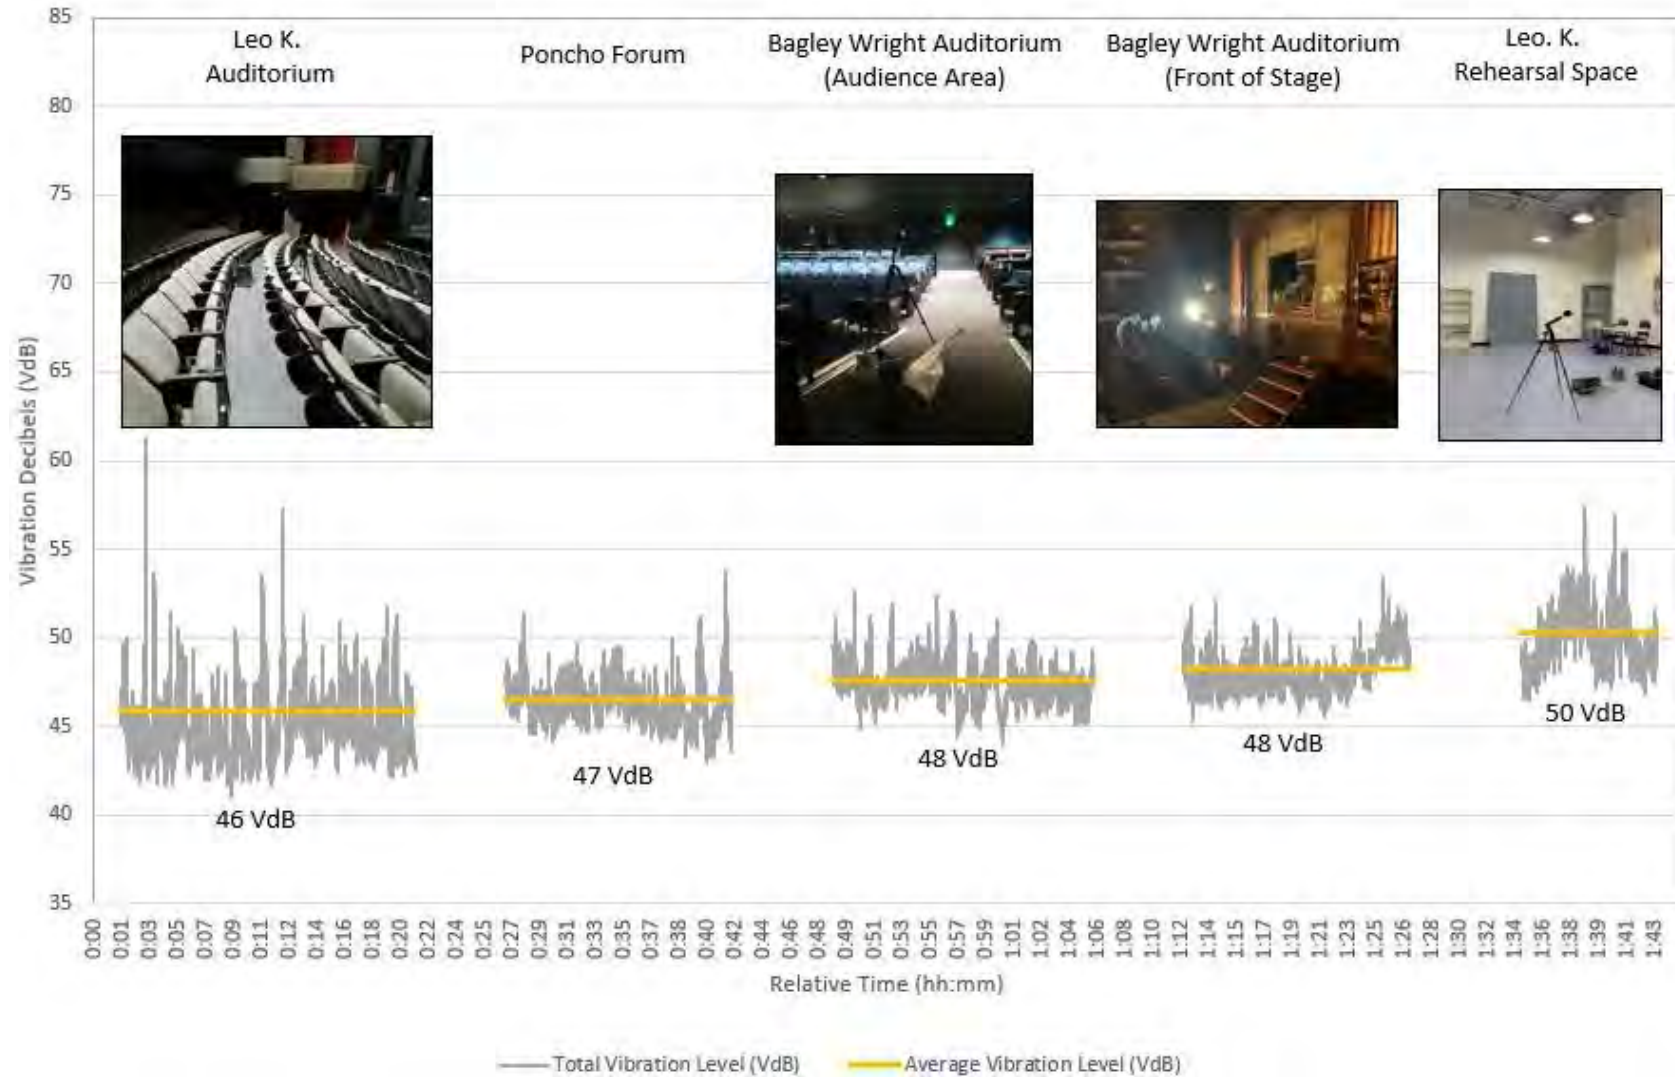 Leo K.
Auditorium
Poncho Forum
Bagley Wright Auditorium
(Audience Area)
Bagley Wright Auditorium
(Front of Stage)
Leo. K.
Rehearsal Space
85
80
75
70
65
60
55
50
45
40
35
Vibration Decibels (VdB)
46 VdB
47 VdB
48 VdB
48 VdB
50 VdB
0:00 0:01 0:03 0:05 0:07 0:09 0:11 0:12 0:14 0:16 0:18 0:20 0:22 0:24 0:25 0:27 0:29 0:31 0:33 0:35 0:37 0:38 0:40 0:42 0:44 0:46 0:48 0:49 0:51 0:53 0:55 0:57 0:59 1:01 1:02 1:04 1:06 1:08 1:10 1:12 1:14 1:15 1:17 1:19 1:21 1:23 1:25 1:26 1:28 1:30 1:32 1:34 1:36 1:38 1:39 1:41 1:43
Relative Time (hh:mm)
Total Vibration Level (VdB) Average Vibration Level (VdB)